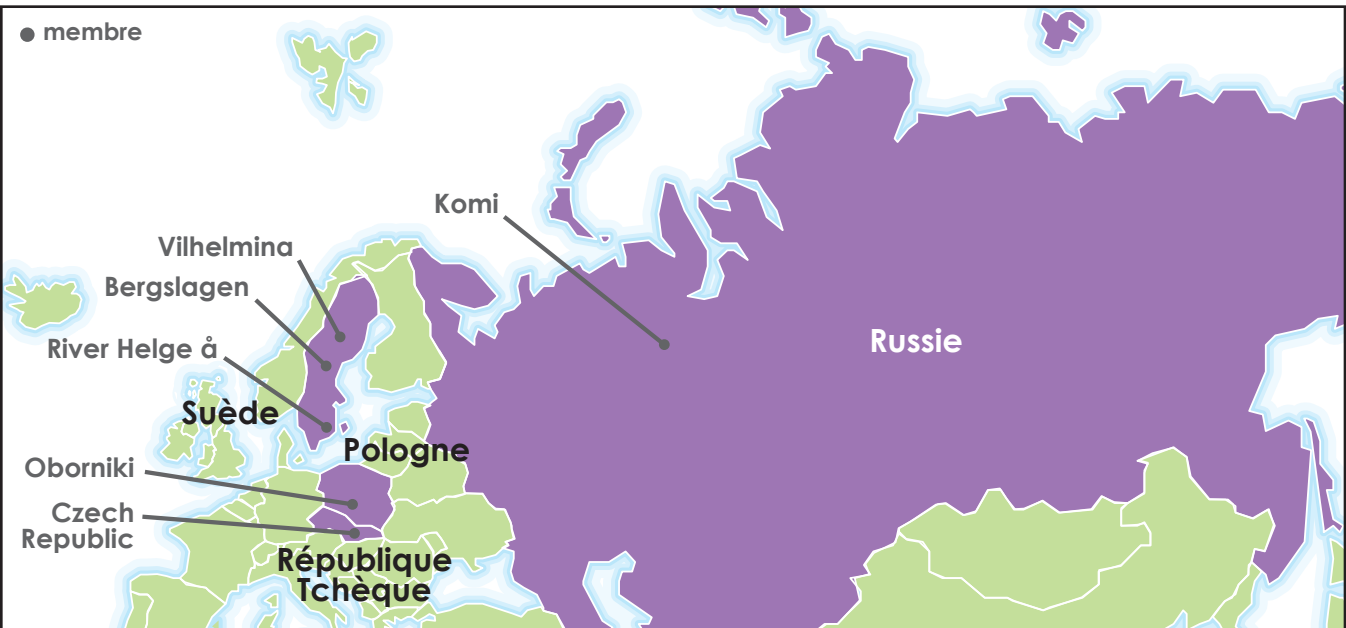 membre
Komi
Vilhelmina
Bergslagen
River Helge å
Russie
Suède
Pologne
Oborniki
Czech
Republic
République
Tchèque